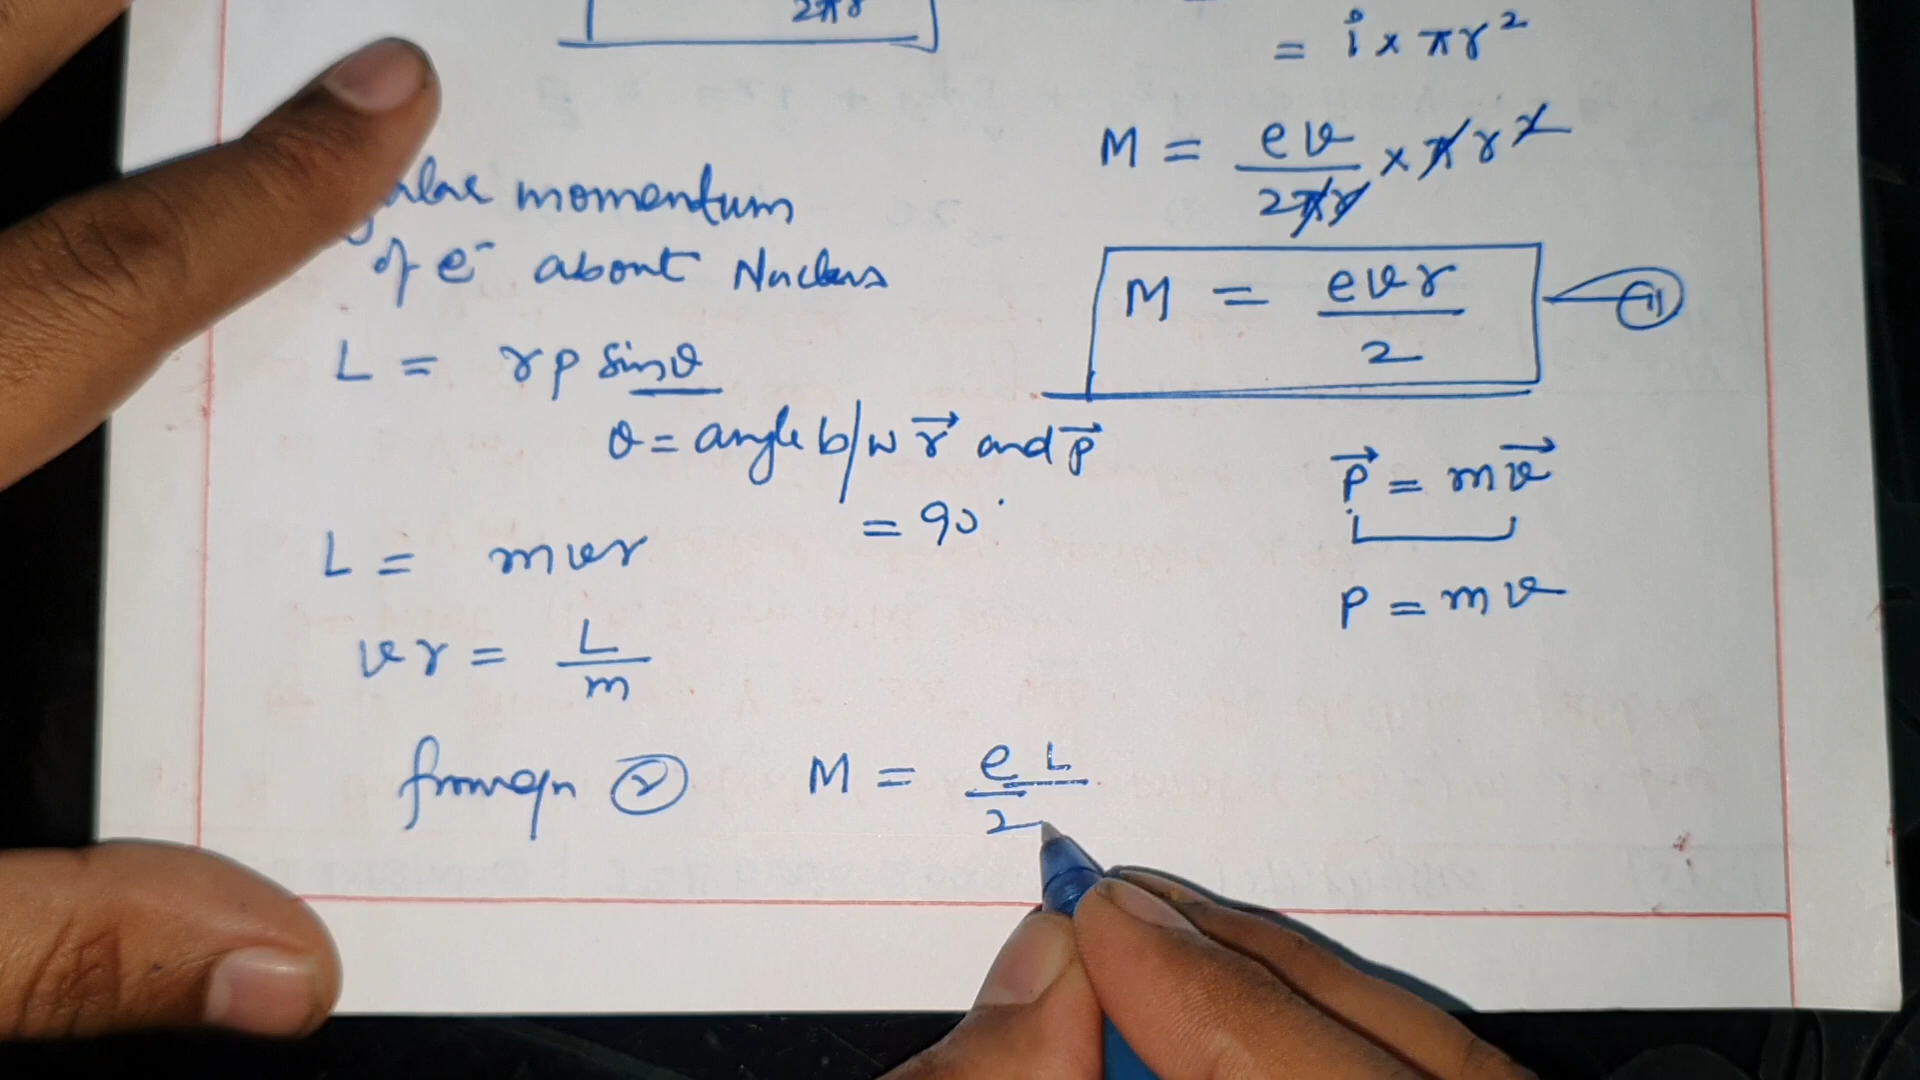 2πr
= i × πr²
M = ev/2πr × πr²
momentum
of e⁻ about Nucleus
M = evr/2
L = rp sinθ
θ = angle b/w r⃗ and p⃗
= 90°
p⃗ = mv⃗
L = mvr
p = mv
vr = L/m
from eqn ② M = e L/2